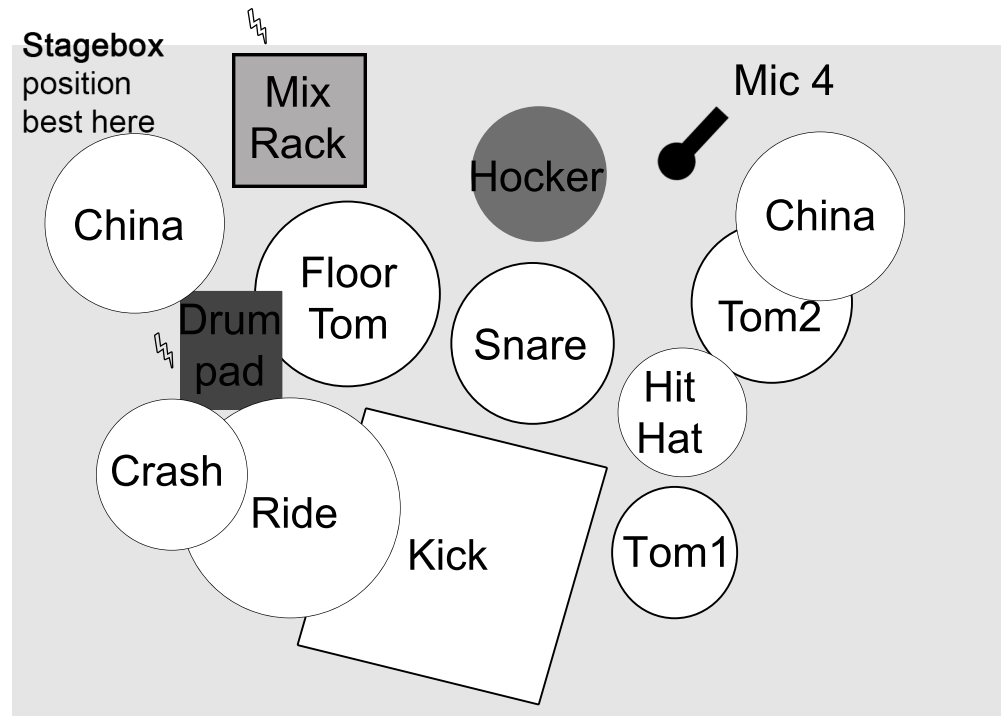 Stagebox
position
best here
Mix
Rack
Mic 4
Hocker
China
China
Floor
Tom
Drum
pad
Snare
Tom2
Hit
Hat
Crash
Ride
Kick
Tom1